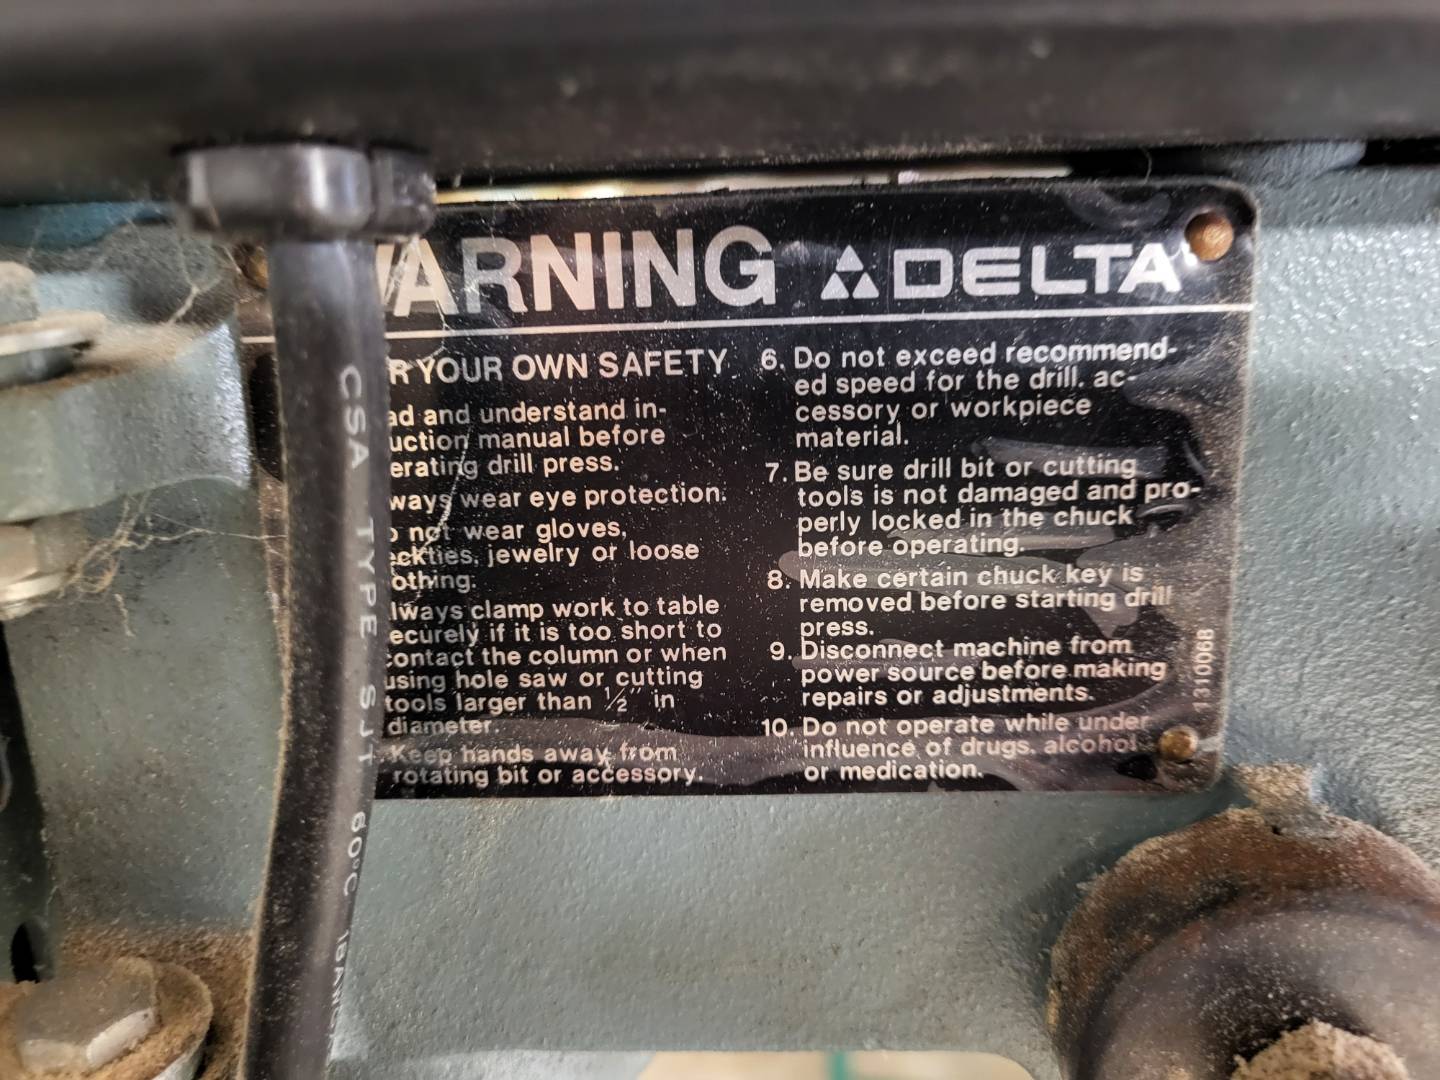 WARNING DELTA
R YOUR OWN SAFETY
ad and understand in-
uction manual before
erating drill press.
ways wear eye protection.
o not wear gloves,
eckties, jewelry or loose
othing.
lways clamp work to table
ecurely if it is too short to
contact the column or when
using hole saw or cutting
tools larger than 1/2" in
diameter.
Keep hands away from
rotating bit or accessory.
6. Do not exceed recommend-
ed speed for the drill, ac-
cessory or workpiece
material.
7. Be sure drill bit or cutting
tools is not damaged and pro-
perly locked in the chuck
before operating.
8. Make certain chuck key is
removed before starting drill
press.
9. Disconnect machine from
power source before making
repairs or adjustments.
10. Do not operate while under
influence of drugs, alcohol
or medication.
1310068
CSA TYPE SJT 60°C 18AWG